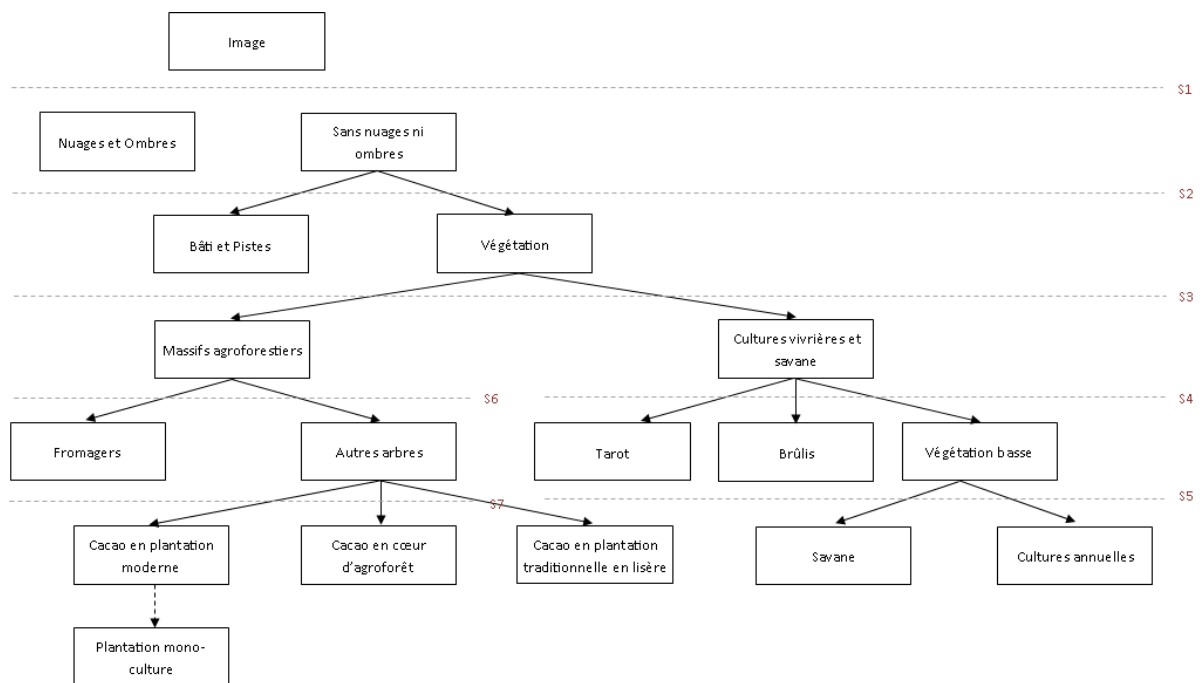 Image
S1
Nuages et Ombres
Sans nuages ni
ombres
S2
Bâti et Pistes
Végétation
S3
Massifs agroforestiers
Cultures vivrières et
savane
S6
S4
Fromagers
Autres arbres
Tarot
Brûlis
Végétation basse
S7
S5
Cacao en plantation
moderne
Cacao en cœur
d'agroforêt
Cacao en plantation
traditionnelle en lisère
Savane
Cultures annuelles
Plantation mono-
culture